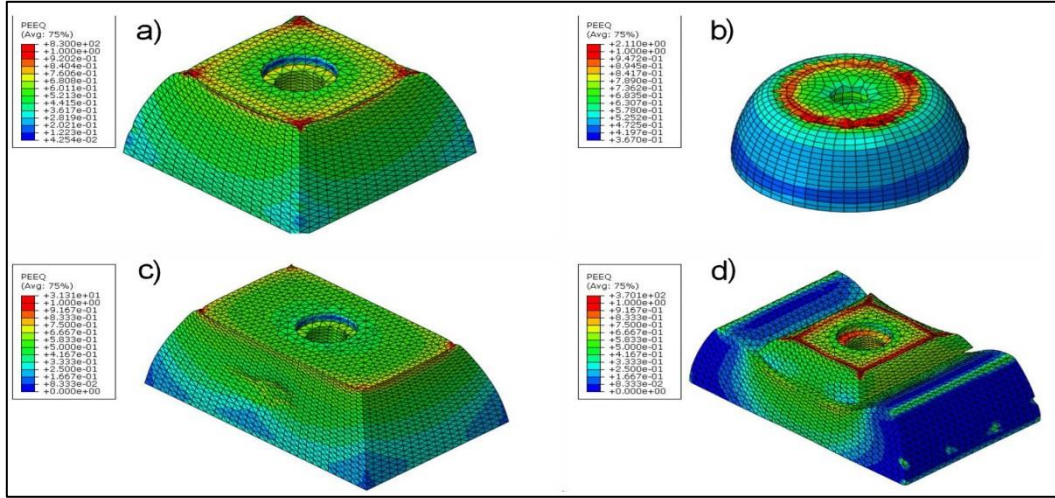 a)
PEEQ
(Avg: 75%)
+8.300e+02
+1.000e+00
+9.202e-01
+8.404e-01
+7.606e-01
+6.808e-01
+6.011e-01
+5.213e-01
+4.415e-01
+3.617e-01
+2.819e-01
+2.021e-01
+1.223e-01
+4.254e-02
b)
PEEQ
(Avg: 75%)
+2.110e+01
+1.000e+00
+9.472e-01
+8.945e-01
+8.417e-01
+7.890e-01
+7.362e-01
+6.835e-01
+6.307e-01
+5.780e-01
+5.252e-01
+4.725e-01
+4.197e-01
+3.670e-01
c)
PEEQ
(Avg: 75%)
+3.131e+01
+1.000e+00
+9.167e-01
+8.333e-01
+7.500e-01
+6.667e-01
+5.833e-01
+5.000e-01
+4.167e-01
+3.333e-01
+2.500e-01
+1.667e-01
+8.333e-02
+0.000e+00
d)
PEEQ
(Avg: 75%)
+3.701e+02
+1.000e+00
+9.167e-01
+8.333e-01
+7.500e-01
+6.667e-01
+5.833e-01
+5.000e-01
+4.167e-01
+3.333e-01
+2.500e-01
+1.667e-01
+8.333e-02
+0.000e+00